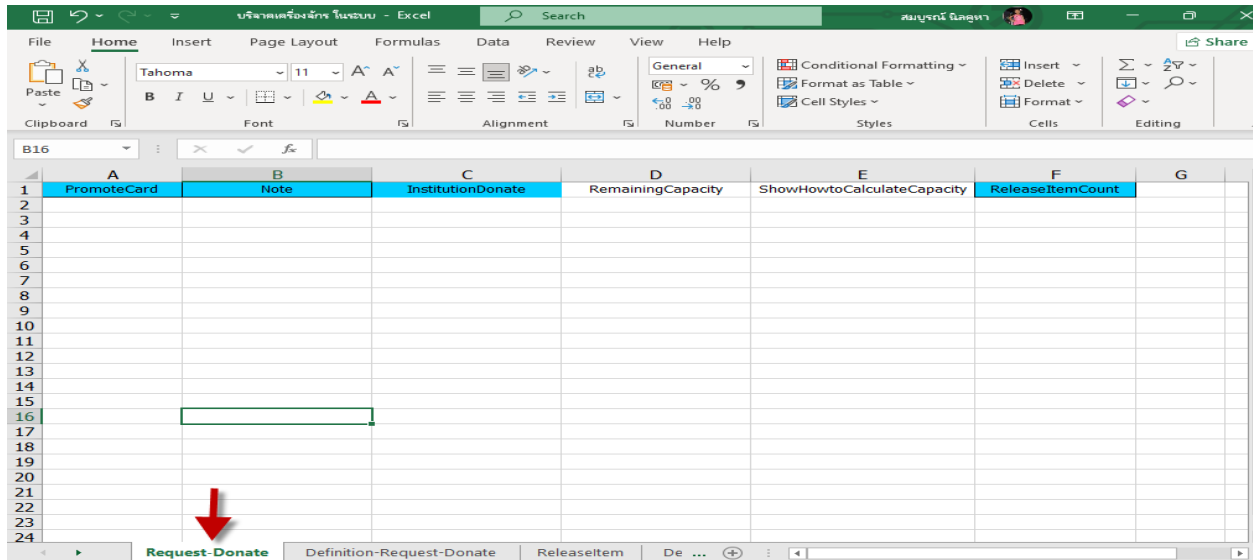 บริจาคเครื่องจักร ในระบบ - Excel Search สมบูรณ์ นิลคูหา
File Home Insert Page Layout Formulas Data Review View Help Share
Paste Tahoma 11 A^ A˅ ab General Conditional Formatting Insert Σ
B I U A % 9 Format as Table Delete
Cell Styles Format
Clipboard Font Alignment Number Styles Cells Editing
B16 fx
A B C D E F G
1 PromoteCard Note InstitutionDonate RemainingCapacity ShowHowtoCalculateCapacity ReleaseItemCount
2
3
4
5
6
7
8
9
10
11
12
13
14
15
16
17
18
19
20
21
22
23
24
Request-Donate Definition-Request-Donate ReleaseItem De ...